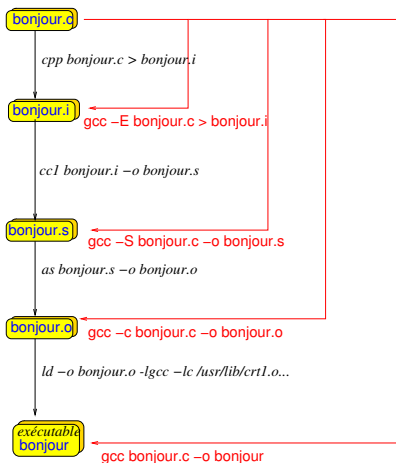 bonjour.c
cpp bonjour.c > bonjour.i
bonjour.i
gcc −E bonjour.c > bonjour.i
cc1 bonjour.i −o bonjour.s
bonjour.s
gcc −S bonjour.c −o bonjour.s
as bonjour.s −o bonjour.o
bonjour.o
gcc −c bonjour.c −o bonjour.o
ld −o bonjour.o -lgcc −lc /usr/lib/crt1.o...
exécutable
bonjour
gcc bonjour.c −o bonjour